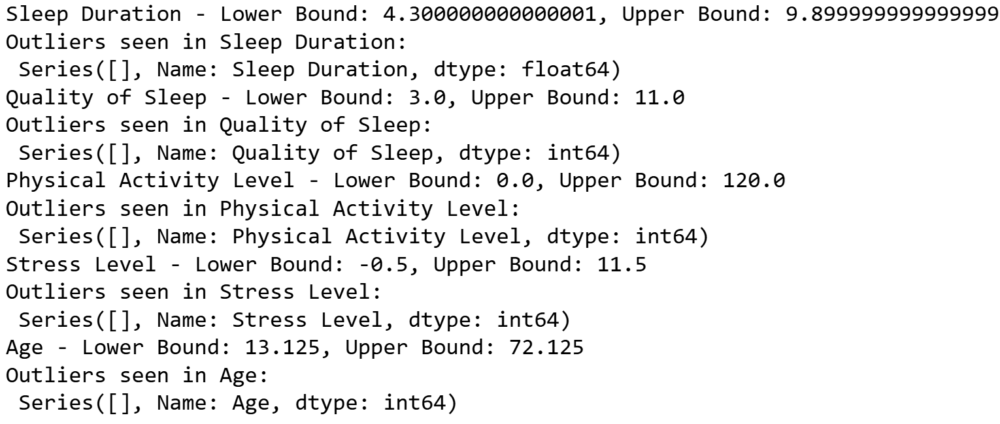 Sleep Duration - Lower Bound: 4.300000000000001, Upper Bound: 9.899999999999999
Outliers seen in Sleep Duration:
 Series([], Name: Sleep Duration, dtype: float64)
Quality of Sleep - Lower Bound: 3.0, Upper Bound: 11.0
Outliers seen in Quality of Sleep:
 Series([], Name: Quality of Sleep, dtype: int64)
Physical Activity Level - Lower Bound: 0.0, Upper Bound: 120.0
Outliers seen in Physical Activity Level:
 Series([], Name: Physical Activity Level, dtype: int64)
Stress Level - Lower Bound: -0.5, Upper Bound: 11.5
Outliers seen in Stress Level:
 Series([], Name: Stress Level, dtype: int64)
Age - Lower Bound: 13.125, Upper Bound: 72.125
Outliers seen in Age:
 Series([], Name: Age, dtype: int64)